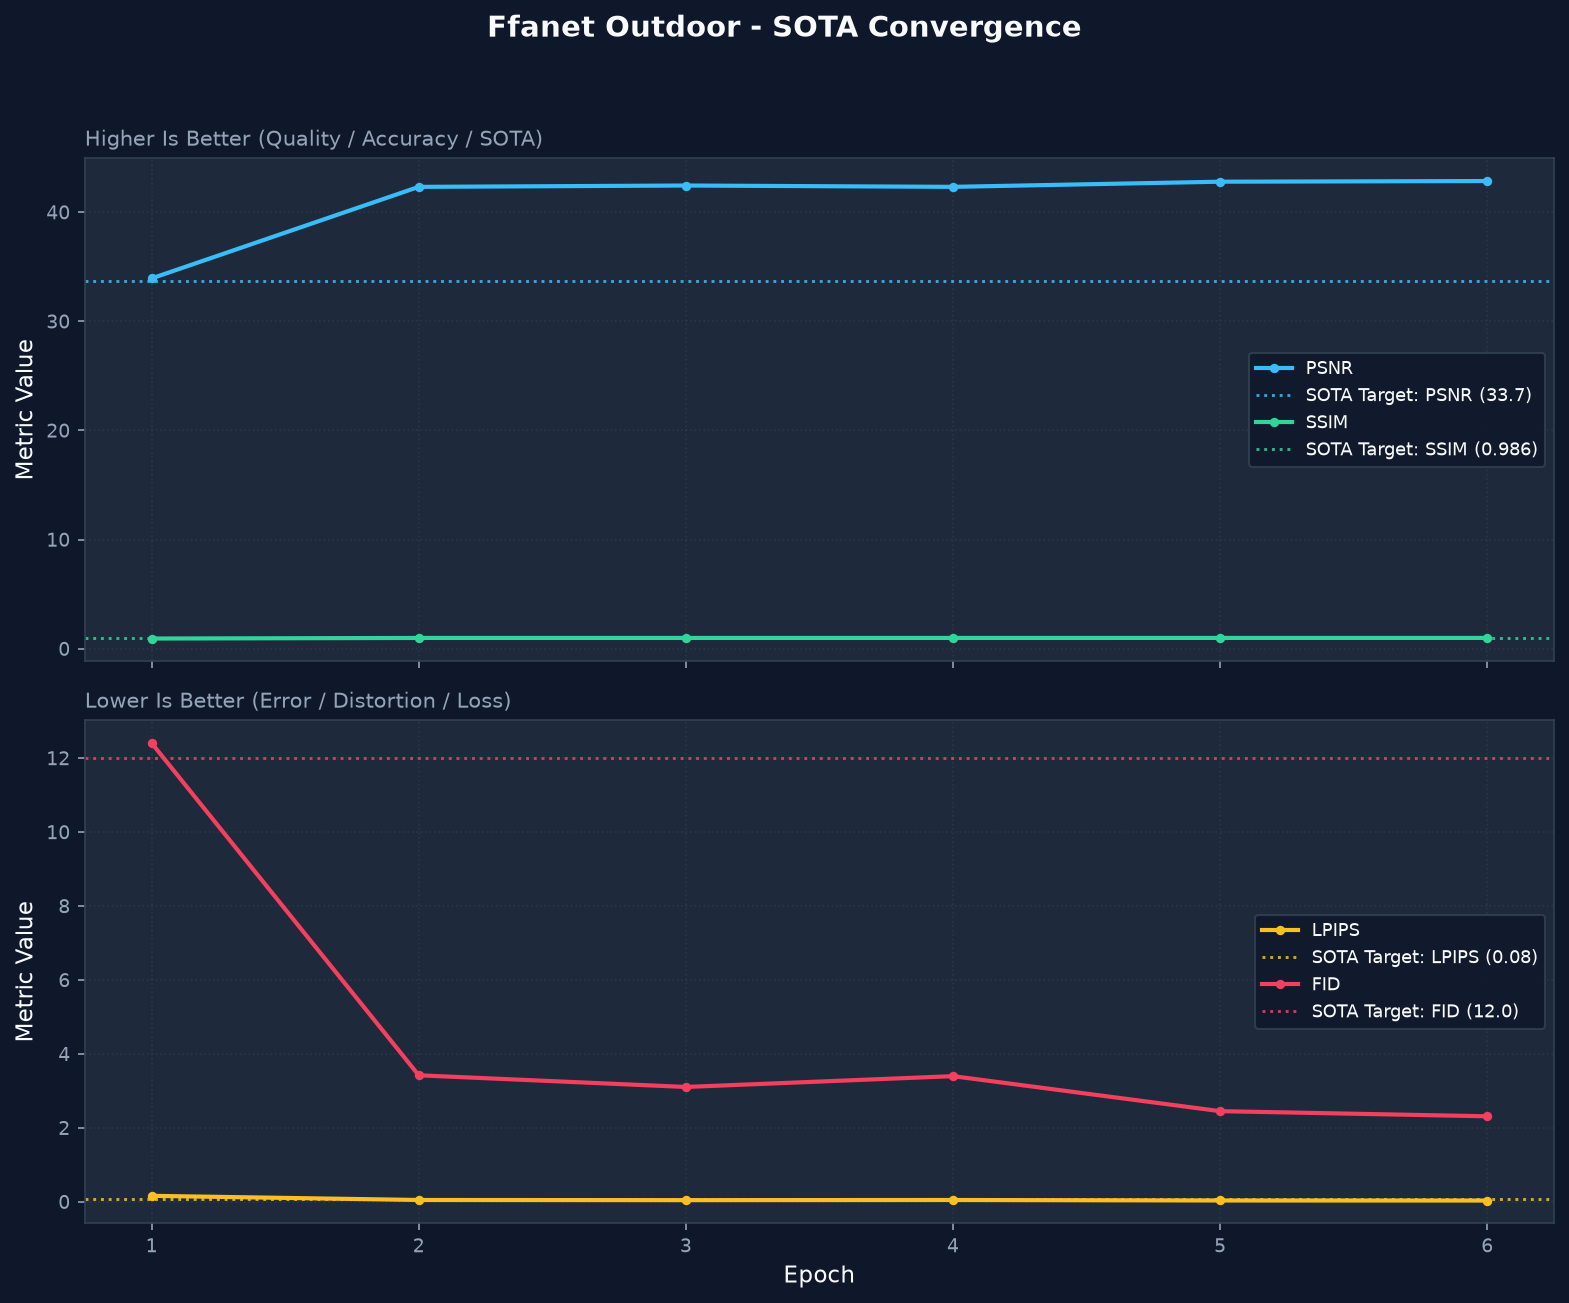 Ffanet Outdoor - SOTA Convergence
Higher Is Better (Quality / Accuracy / SOTA)
Metric Value
40
30
20
10
0
PSNR
SOTA Target: PSNR (33.7)
SSIM
SOTA Target: SSIM (0.986)
Lower Is Better (Error / Distortion / Loss)
Metric Value
12
10
8
6
4
2
0
LPIPS
SOTA Target: LPIPS (0.08)
FID
SOTA Target: FID (12.0)
1 2 3 4 5 6
Epoch